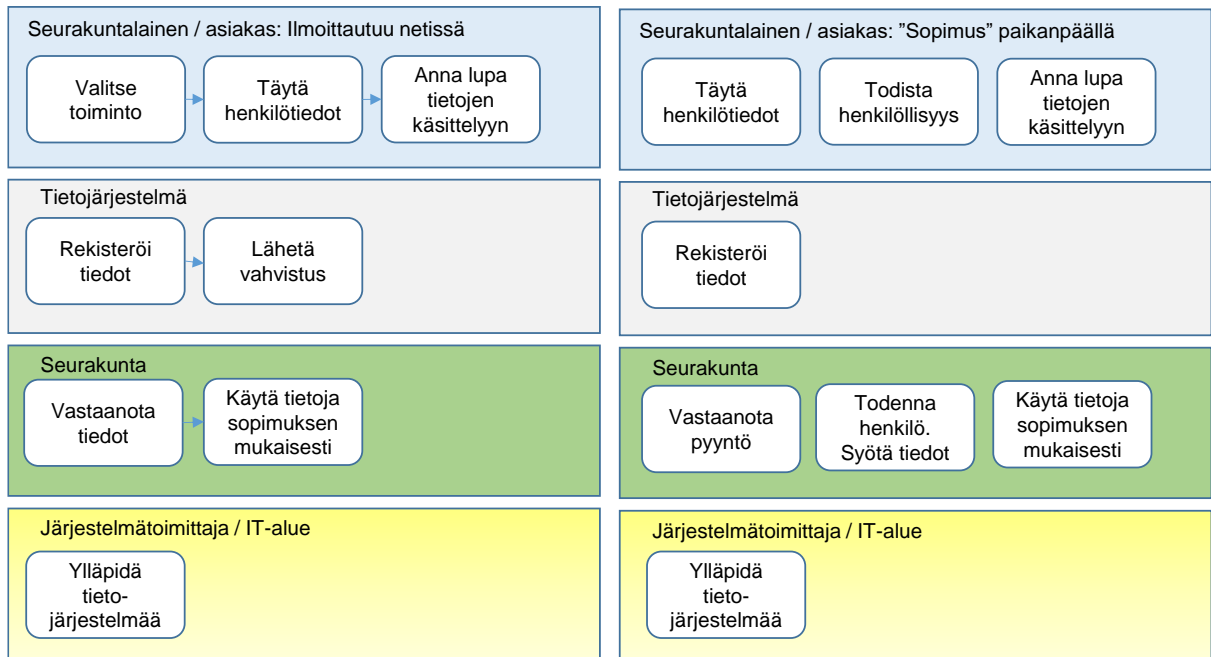 Seurakuntalainen / asiakas: Ilmoittautuu netissä
Valitse
toiminto
Täytä
henkilötiedot
Anna lupa
tietojen
käsittelyyn
Tietojärjestelmä
Rekisteröi
tiedot
Lähetä
vahvistus
Seurakunta
Vastaanota
tiedot
Käytä tietoja
sopimuksen
mukaisesti
Järjestelmätoimittaja / IT-alue
Ylläpidä
tieto-
järjestelmää
Seurakuntalainen / asiakas: ”Sopimus” paikanpäällä
Täytä
henkilötiedot
Todista
henkilöllisyys
Anna lupa
tietojen
käsittelyyn
Tietojärjestelmä
Rekisteröi
tiedot
Seurakunta
Vastaanota
pyyntö
Todenna
henkilö.
Syötä tiedot
Käytä tietoja
sopimuksen
mukaisesti
Järjestelmätoimittaja / IT-alue
Ylläpidä
tieto-
järjestelmää